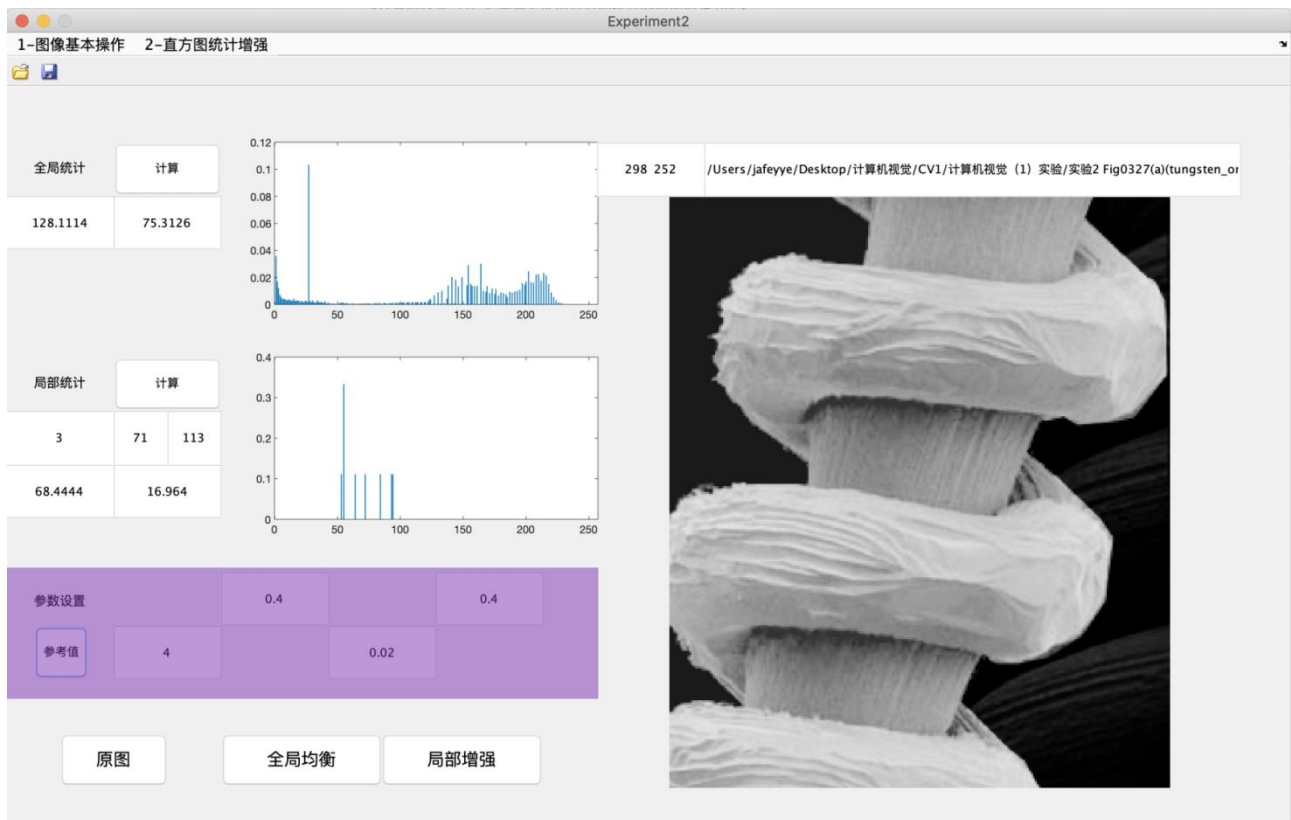 Experiment2
1-图像基本操作 2-直方图统计增强
全局统计 计算
128.1114 75.3126
0.12
0.1
0.08
0.06
0.04
0.02
0
0 50 100 150 200 250
298 252 /Users/jafeyye/Desktop/计算机视觉/CV1/计算机视觉（1）实验/实验2 Fig0327(a)(tungsten_or
局部统计 计算
3 71 113
68.4444 16.964
0.4
0.3
0.2
0.1
0
0 50 100 150 200 250
参数设置 0.4 0.4
参考值 4 0.02
原图 全局均衡 局部增强